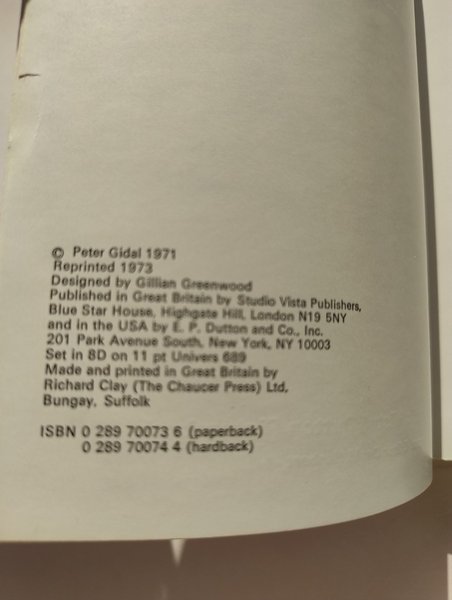 © Peter Gidal 1971
Reprinted 1973
Designed by Gillian Greenwood
Published in Great Britain by Studio Vista Publishers,
Blue Star House, Highgate Hill, London N19 5NY
and in the USA by E. P. Dutton and Co., Inc.
201 Park Avenue South, New York, NY 10003
Set in 8D on 11 pt Univers 689
Made and printed in Great Britain by
Richard Clay (The Chaucer Press) Ltd,
Bungay, Suffolk
ISBN 0 289 70073 6 (paperback)
0 289 70074 4 (hardback)